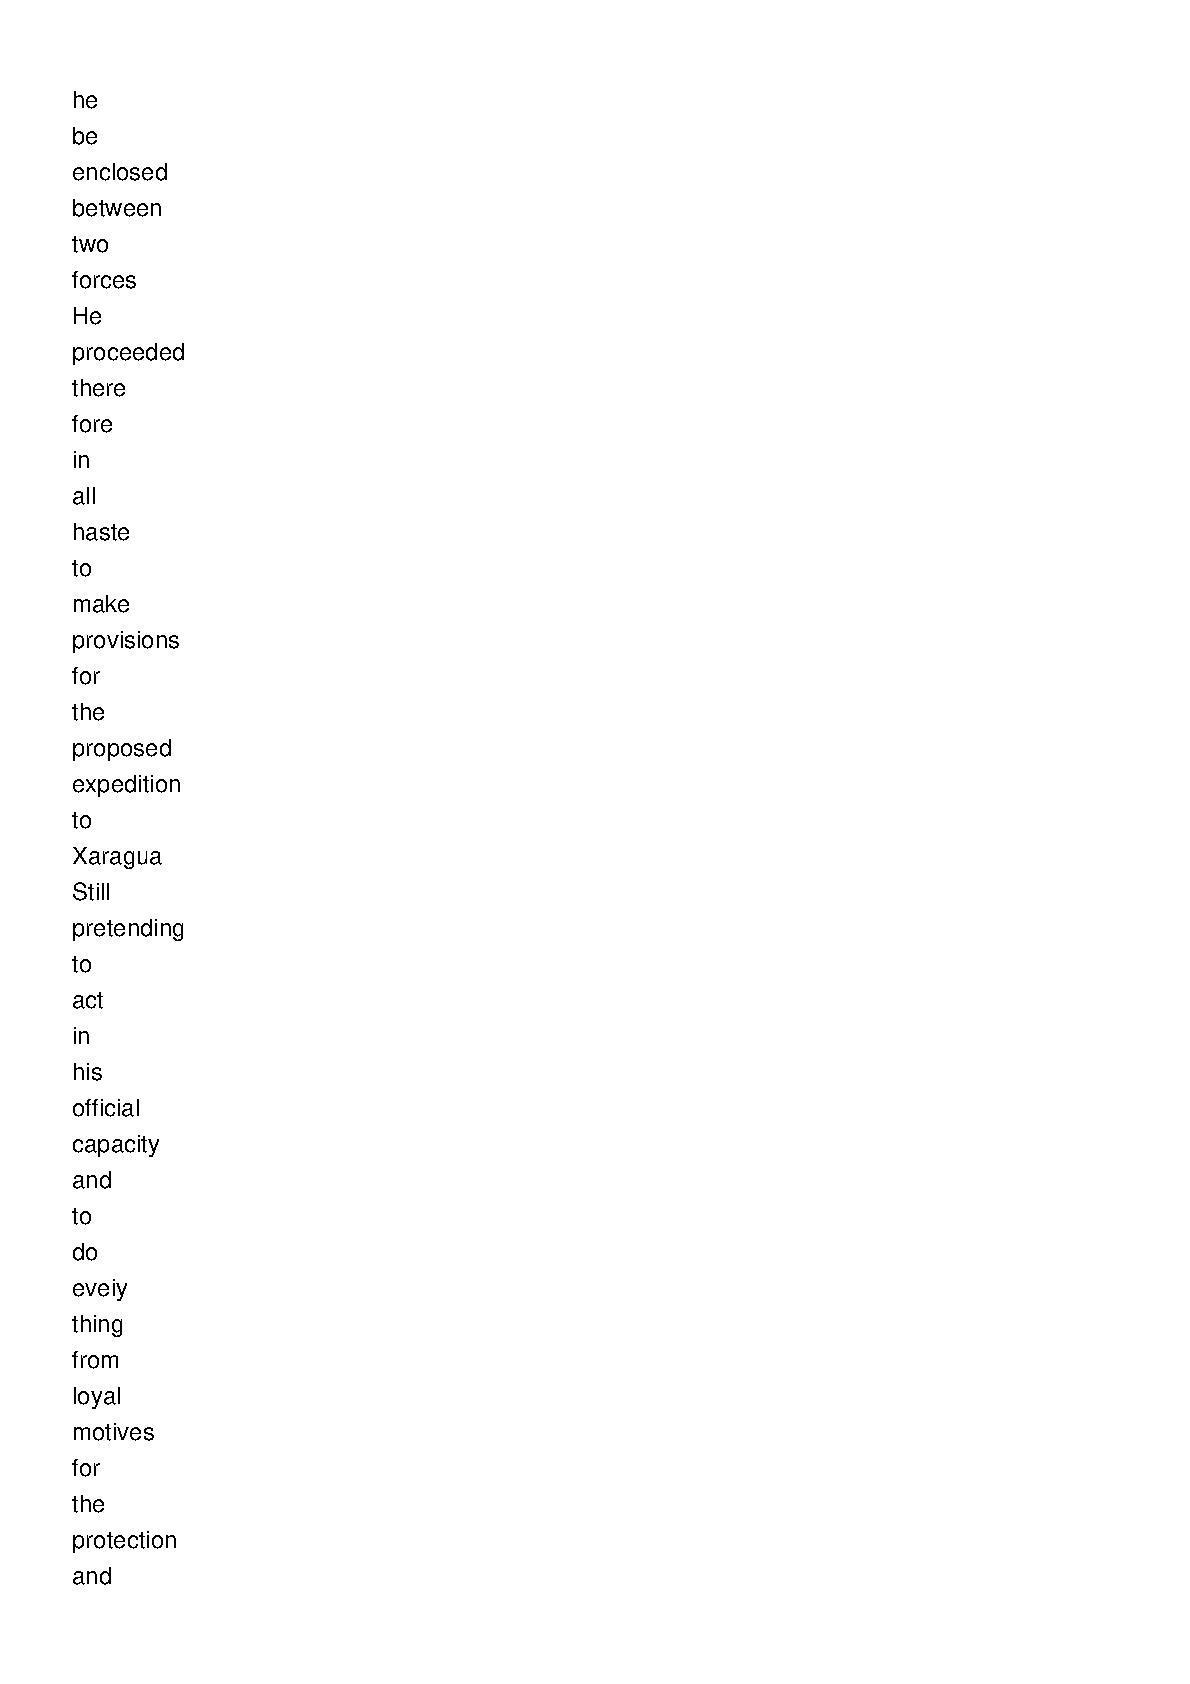 he
be
enclosed
between
two
forces
He
proceeded
there
fore
in
all
haste
to
make
provisions
for
the
proposed
expedition
to
Xaragua
Still
pretending
to
act
in
his
official
capacity
and
to
do
eveiy
thing
from
loyal
motives
for
the
protection
and